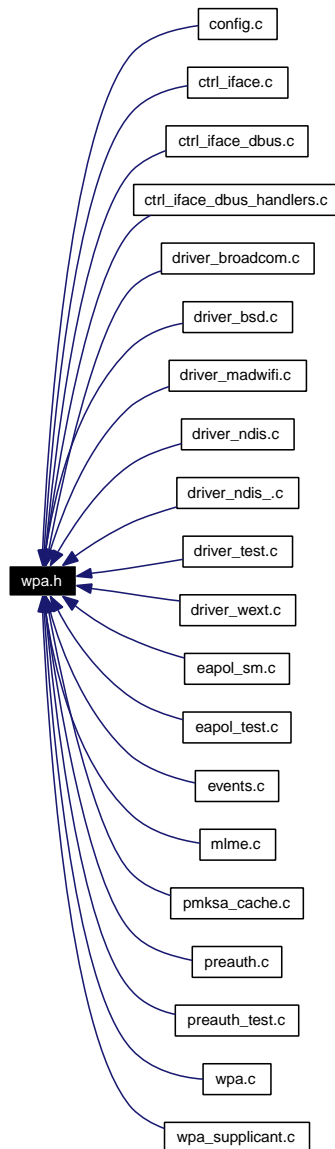 config.c
ctrl_iface.c
ctrl_iface_dbus.c
ctrl_iface_dbus_handlers.c
driver_broadcom.c
driver_bsd.c
driver_madwifi.c
driver_ndis.c
driver_ndis_.c
driver_test.c
wpa.h
driver_wext.c
eapol_sm.c
eapol_test.c
events.c
mlme.c
pmksa_cache.c
preauth.c
preauth_test.c
wpa.c
wpa_supplicant.c